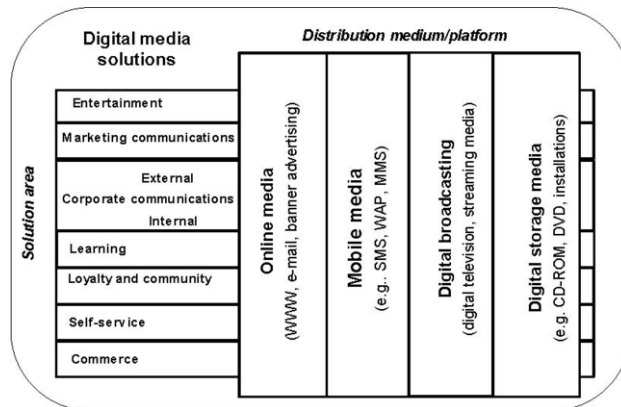 Digital media
solutions
Distribution medium/platform
Solution area
Entertainment
Marketing communications
External
Corporate communications
Internal
Learning
Loyalty and community
Self-service
Commerce
Online media
(WWW, e-mail, banner advertising)
Mobile media
(e.g.. SMS, WAP, MMS)
Digital broadcasting
(digital television, streaming media)
Digital storage media
(e.g. CD-ROM, DVD, installations)